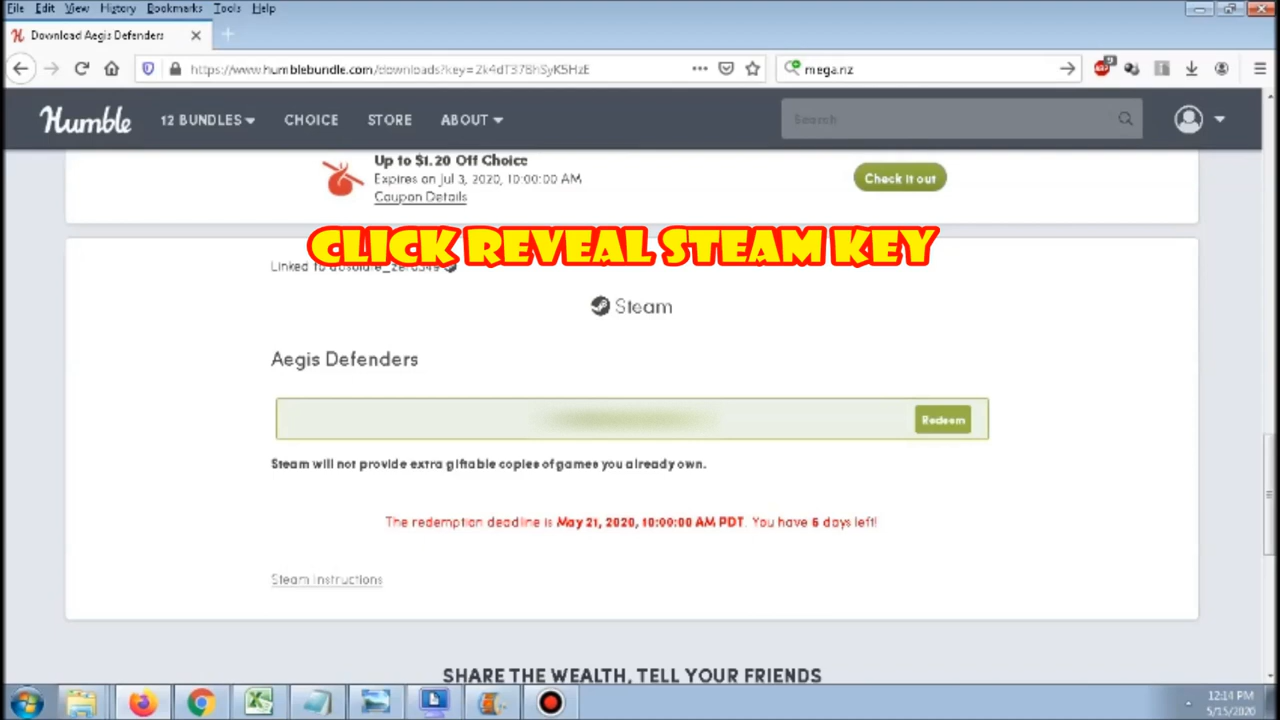 File Edit View History Bookmarks Tools Help
Download Aegis Defenders
mega.nz
Humble 12 BUNDLES CHOICE STORE ABOUT Search
Up to $1.20 Off Choice
Expires on Jul 3, 2020, 10:00:00 AM
Check it out
Coupon Details
CLICK REVEAL STEAM KEY
Linked to
Steam
Aegis Defenders
Redeem
Steam will not provide extra giftable copies of games you already own.
The redemption deadline is May 21, 2020, 10:00:00 AM PDT. You have 6 days left!
Steam Instructions
SHARE THE WEALTH, TELL YOUR FRIENDS
12:14 PM
5/15/2020